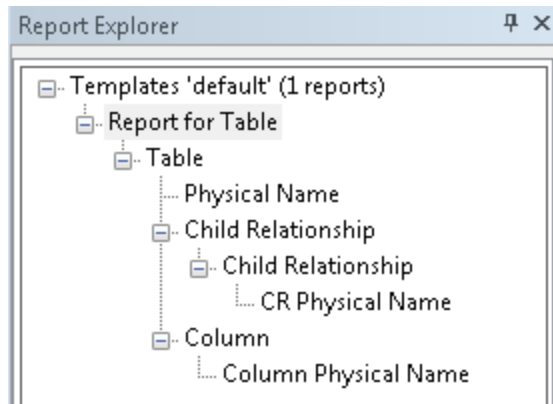 Report Explorer
Templates 'default' (1 reports)
Report for Table
Table
Physical Name
Child Relationship
Child Relationship
CR Physical Name
Column
Column Physical Name